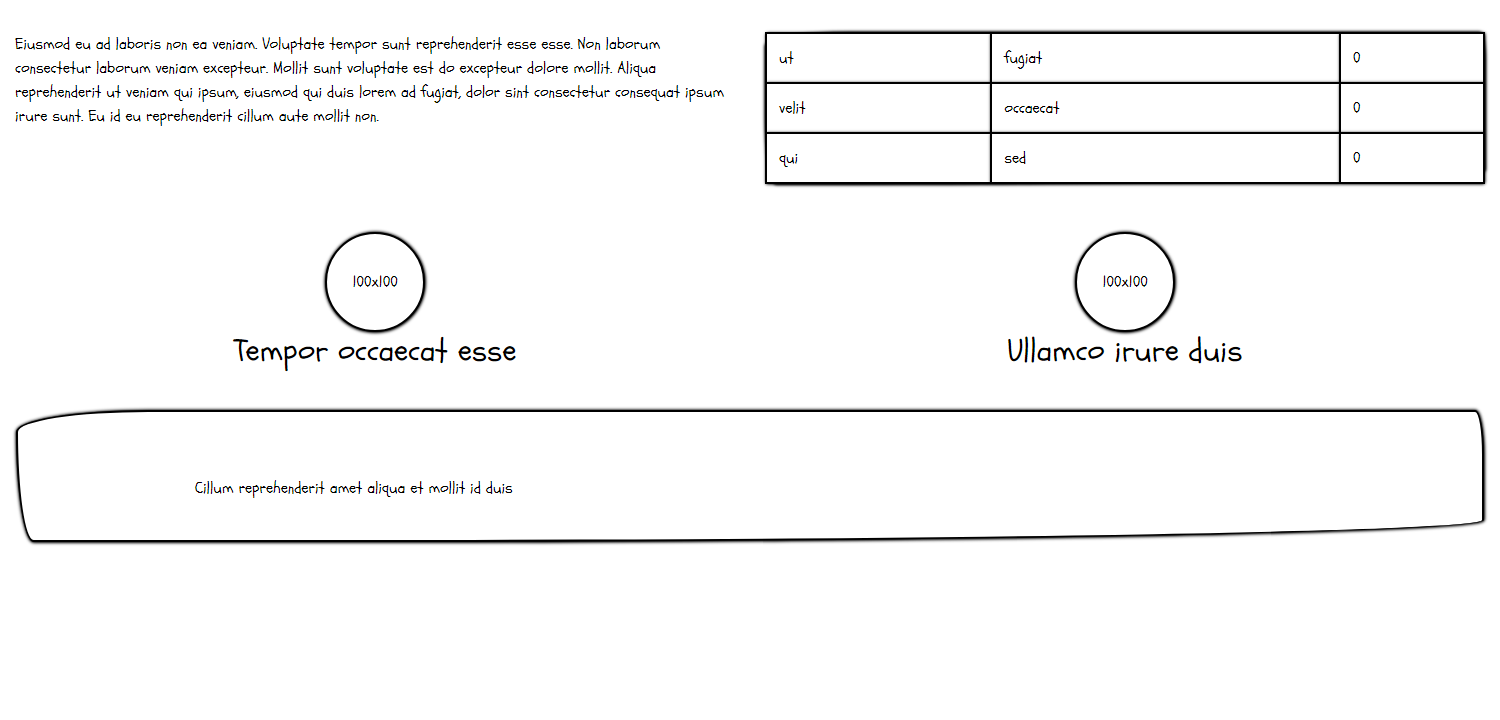 Eiusmod eu ad laboris non ea veniam. Voluptate tempor sunt reprehenderit esse esse. Non laborum
consectetur laborum veniam excepteur. Mollit sunt voluptate est do excepteur dolore mollit. Aliqua
reprehenderit ut veniam qui ipsum, eiusmod qui duis lorem ad fugiat, dolor sint consectetur consequat ipsum
irure sunt. Eu id eu reprehenderit cillum aute mollit non.
ut fugiat 0
velit occaecat 0
qui sed 0
100x100
Tempor occaecat esse
100x100
Ullamco irure duis
Cillum reprehenderit amet aliqua et mollit id duis